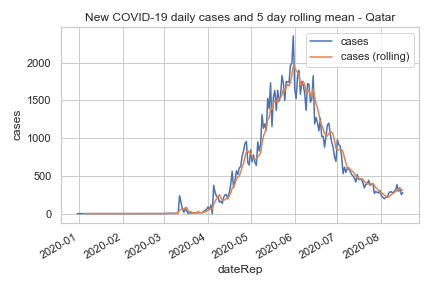 New COVID-19 daily cases and 5 day rolling mean - Qatar
cases
cases (rolling)
2000
1500
1000
500
0
cases
2020-01
2020-02
2020-03
2020-04
2020-05
2020-06
2020-07
2020-08
dateRep